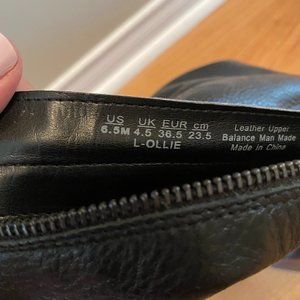 US UK EUR cm
6.5M 4.5 36.5 23.5
L-OLLIE
Leather Upper
Balance Man Made
Made in China